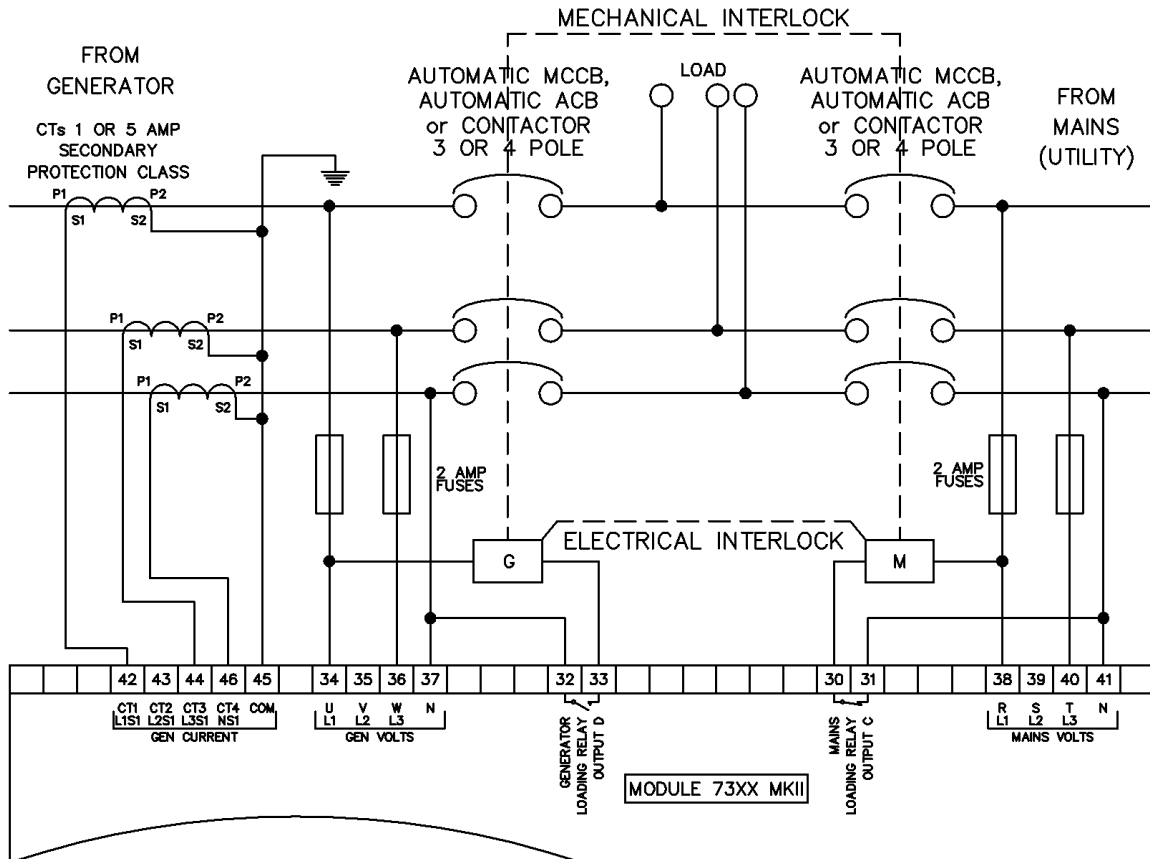 MECHANICAL INTERLOCK
FROM
GENERATOR
CTs 1 OR 5 AMP
SECONDARY
PROTECTION CLASS
AUTOMATIC MCCB,
AUTOMATIC ACB
or CONTACTOR
3 OR 4 POLE
LOAD
AUTOMATIC MCCB,
AUTOMATIC ACB
or CONTACTOR
3 OR 4 POLE
FROM
MAINS
(UTILITY)
P1 P2
S1 S2
P1 P2
S1 S2
P1 P2
S1 S2
2 AMP
FUSES
2 AMP
FUSES
ELECTRICAL INTERLOCK
G
M
42 43 44 46 45 34 35 36 37 32 33 30 31 38 39 40 41
CT1 CT2 CT3 CT4 COM
L1S1 L2S1 L3S1 NS1
GEN CURRENT
U V W N
L1 L2 L3
GEN VOLTS
GENERATOR
LOADING RELAY
OUTPUT D
MAINS
LOADING RELAY
OUTPUT C
R S T N
L1 L2 L3
MAINS VOLTS
MODULE 73XX MKII